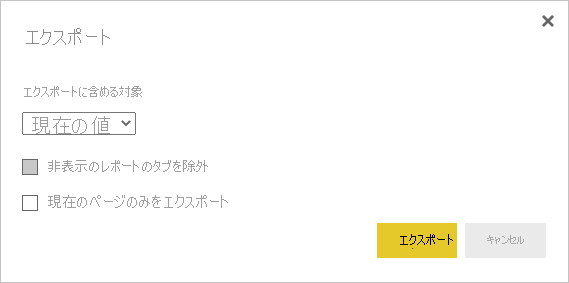 エクスポート
エクスポートに含める対象
現在の値
非表示のレポートのタブを除外
現在のページのみをエクスポート
エクスポート
キャンセル